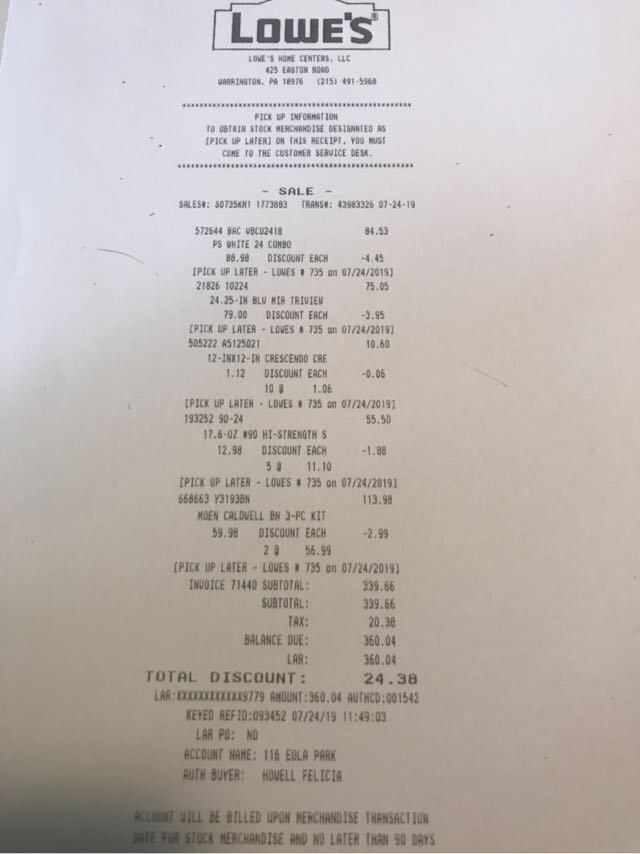 LOWE'S®
LOWE'S HOME CENTERS, LLC
425 EASTON ROAD
WARRINGTON, PA 18976 (215) 491-5968
PICK UP INFORMATION
TO OBTAIN STOCK MERCHANDISE DESIGNATED AS
[PICK UP LATER] ON THIS RECEIPT, YOU MUST
COME TO THE CUSTOMER SERVICE DESK.
- SALE -
SALES#: S0735KN1 1773883 TRANS#: 43983326 07-24-19
572644 BAC VBCU2418 84.53
PS WHITE 24 COMBO
88.98 DISCOUNT EACH -4.45
[PICK UP LATER - LOWES # 735 on 07/24/2019]
21826 10224 75.05
24.25-IN BLV MIR TRIVIEW
79.00 DISCOUNT EACH -3.95
[PICK UP LATER - LOWES # 735 on 07/24/2019]
505222 A5125021 10.60
12-INX12-IN CRESCENDO CRE
1.12 DISCOUNT EACH -0.06
10 @ 1.06
[PICK UP LATER - LOWES # 735 on 07/24/2019]
193252 90-24 55.50
17.6-OZ #90 HI-STRENGTH S
12.98 DISCOUNT EACH -1.88
5 @ 11.10
[PICK UP LATER - LOWES # 735 on 07/24/2019]
668663 Y3193BN 113.98
MOEN CALDWELL BN 3-PC KIT
59.98 DISCOUNT EACH -2.99
2 @ 56.99
[PICK UP LATER - LOWES # 735 on 07/24/2019]
INVOICE 71440 SUBTOTAL: 339.66
SUBTOTAL: 339.66
TAX: 20.38
BALANCE DUE: 360.04
LAR: 360.04
TOTAL DISCOUNT: 24.38
LAR:XXXXXXXXXXXX9779 AMOUNT:360.04 AUTHCD:001542
KEYED REFID:093452 07/24/19 11:49:03
LAR PO: NO
ACCOUNT NAME: 116 EOLA PARK
AUTH BUYER: HOWELL FELICIA
ACCOUNT WILL BE BILLED UPON MERCHANDISE TRANSACTION
DATE FOR STOCK MERCHANDISE AND NO LATER THAN 90 DAYS